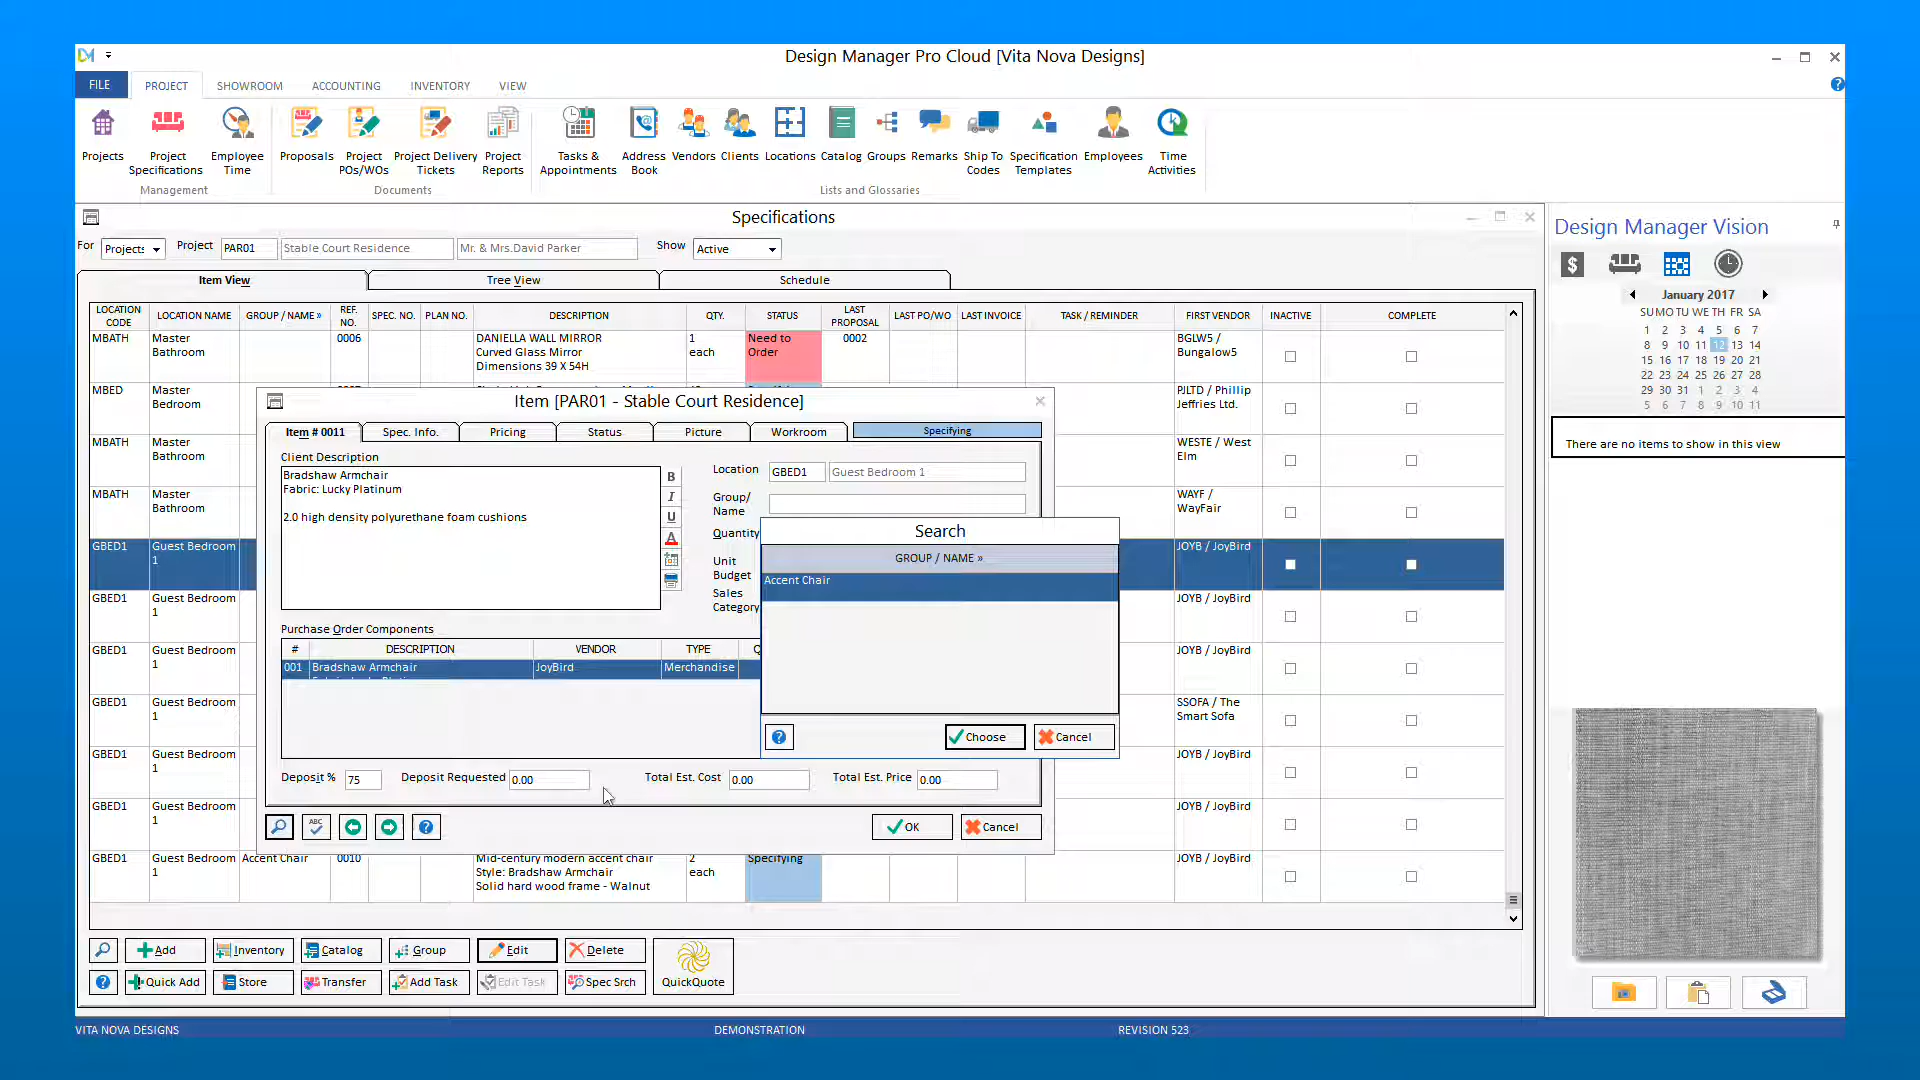 Design Manager Pro Cloud [Vita Nova Designs]
FILE PROJECT SHOWROOM ACCOUNTING INVENTORY VIEW
Projects
Project Specifications
Employee Time
Proposals
Project POs/WOs
Project Delivery Tickets
Project Reports
Tasks & Appointments
Address Book
Vendors
Clients
Locations
Catalog
Groups
Remarks
Ship To Codes
Specification Templates
Employees
Time Activities
Management
Documents
Lists and Glossaries
Specifications
For Projects Project PAR01 Stable Court Residence Mr. & Mrs.David Parker Show Active
Item View Tree View Schedule
LOCATION CODE LOCATION NAME GROUP / NAME » REF. NO. SPEC. NO. PLAN NO. DESCRIPTION QTY. STATUS LAST PROPOSAL LAST PO/WO LAST INVOICE TASK / REMINDER FIRST VENDOR INACTIVE COMPLETE
MBATH Master Bathroom 0006 DANIELLA WALL MIRROR 1 each Need to Order 0002 BGLW5 / Bungalow5
Curved Glass Mirror
Dimensions 39 X 54H
MBED Master Bedroom PJLTD / Phillip Jeffries Ltd.
MBATH Master Bathroom WESTE / West Elm
MBATH Master Bathroom WAYF / WayFair
GBED1 Guest Bedroom 1 JOYB / JoyBird
GBED1 Guest Bedroom 1 JOYB / JoyBird
GBED1 Guest Bedroom 1 JOYB / JoyBird
GBED1 Guest Bedroom 1 SSOFA / The Smart Sofa
GBED1 Guest Bedroom 1 JOYB / JoyBird
GBED1 Guest Bedroom 1 JOYB / JoyBird
GBED1 Guest Bedroom 1 Accent Chair 0010 Mid-century modern accent chair 2 each Specifying JOYB / JoyBird
Style: Bradshaw Armchair
Solid hard wood frame - Walnut
Item [PAR01 - Stable Court Residence]
Item # 0011 Spec. Info. Pricing Status Picture Workroom Specifying
Client Description
Bradshaw Armchair
Fabric: Lucky Platinum
2.0 high density polyurethane foam cushions
B
I
U
A
Location GBED1 Guest Bedroom 1
Group/ Name
Quantity
Unit Budget
Sales Category
Purchase Order Components
# DESCRIPTION VENDOR TYPE Q
001 Bradshaw Armchair JoyBird Merchandise
Deposit % 75 Deposit Requested 0.00 Total Est. Cost 0.00 Total Est. Price 0.00
ABC ? OK Cancel
Search
GROUP / NAME »
Accent Chair
? Choose Cancel
Add Inventory Catalog Group Edit Delete
? Quick Add Store Transfer Add Task Edit Task Spec Srch QuickQuote
Design Manager Vision
$
January 2017
SU MO TU WE TH FR SA
1 2 3 4 5 6 7
8 9 10 11 12 13 14
15 16 17 18 19 20 21
22 23 24 25 26 27 28
29 30 31 1 2 3 4
5 6 7 8 9 10 11
There are no items to show in this view
VITA NOVA DESIGNS DEMONSTRATION REVISION 523